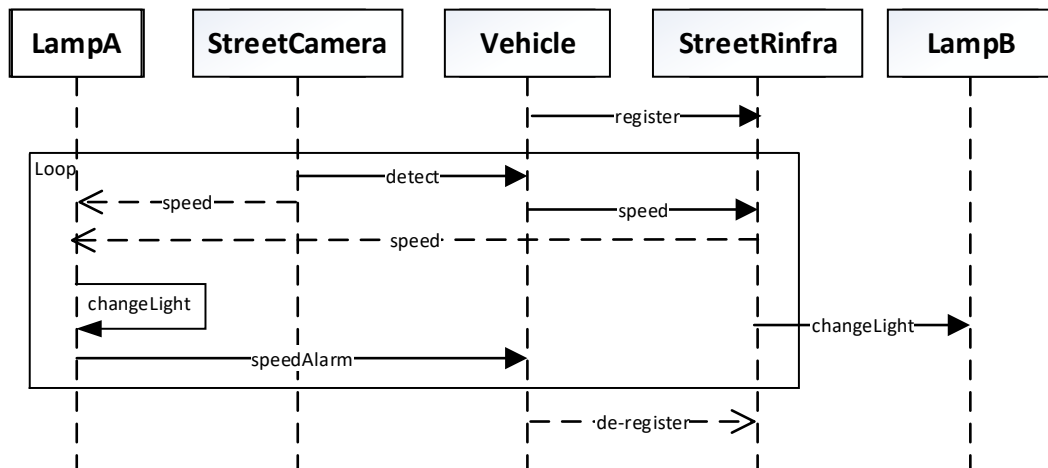 LampA StreetCamera Vehicle StreetRinfra LampB
register
Loop
detect
speed speed
speed
changeLight
changeLight
speedAlarm
de-register